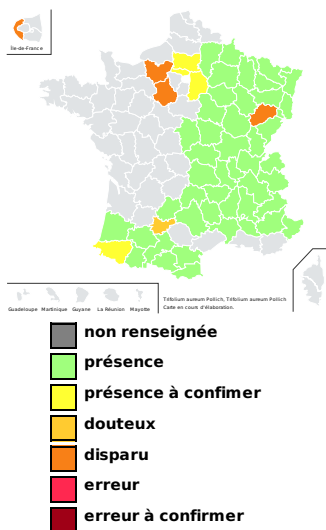 Île-de-France
Guadeloupe Martinique Guyane La Réunion Mayotte
Trifolium aureum Pollich, Trifolium aureum Pollich
Carte en cours d'élaboration.
non renseignée
présence
présence à confimer
douteux
disparu
erreur
erreur à confirmer